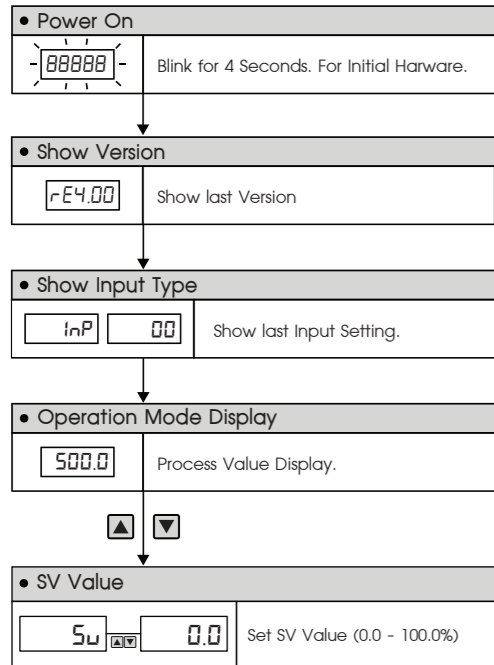 • Power On
88888
Blink for 4 Seconds. For Initial Harware.
• Show Version
rE4.00
Show last Version
• Show Input Type
InP 00
Show last Input Setting.
• Operation Mode Display
500.0
Process Value Display.
▲ ▼
• SV Value
Su ▲▼ 0.0
Set SV Value (0.0 - 100.0%)